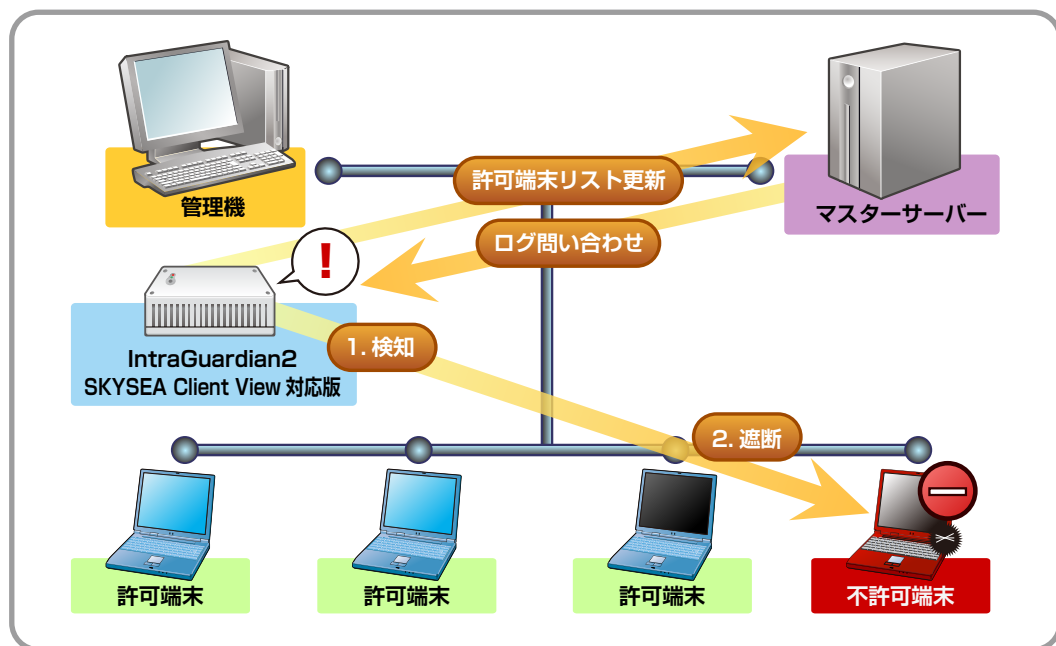 許可端末リスト更新
管理機
マスターサーバー
ログ問い合わせ
!
1. 検知
IntraGuardian2
SKYSEA Client View 対応版
2. 遮断
許可端末
許可端末
許可端末
不許可端末